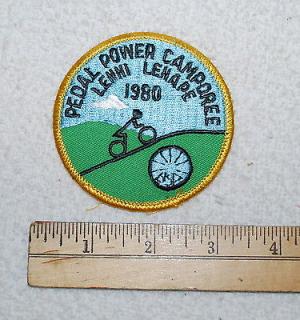 PEDAL POWER CAMPOREE
LENNI LENAPE
1980
1 2 3 4